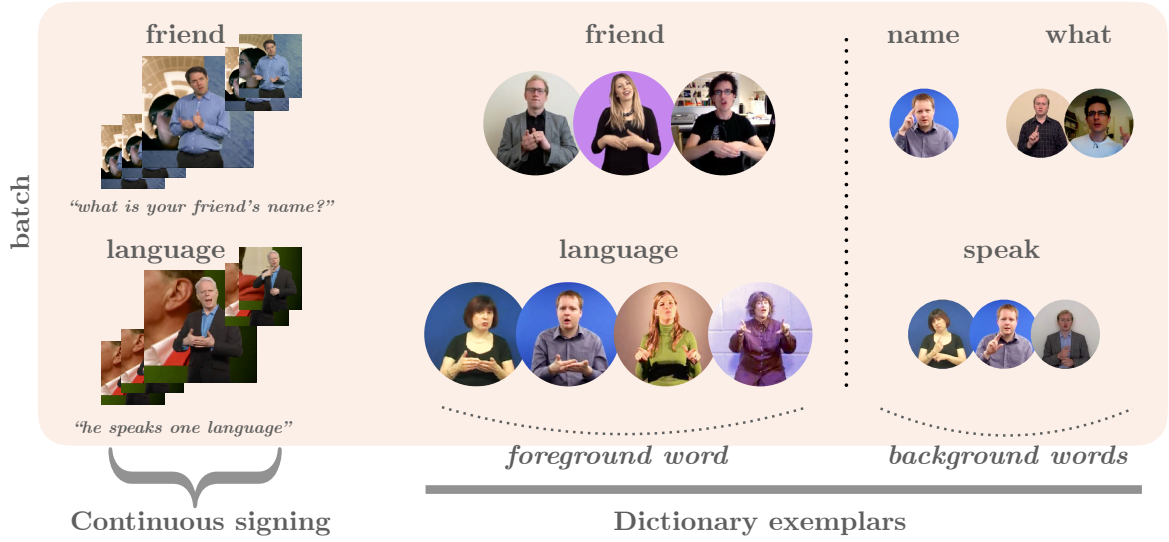 friend
friend
name
what
batch
“what is your friend’s name?”
language
language
speak
“he speaks one language”
foreground word
background words
Continuous signing
Dictionary exemplars